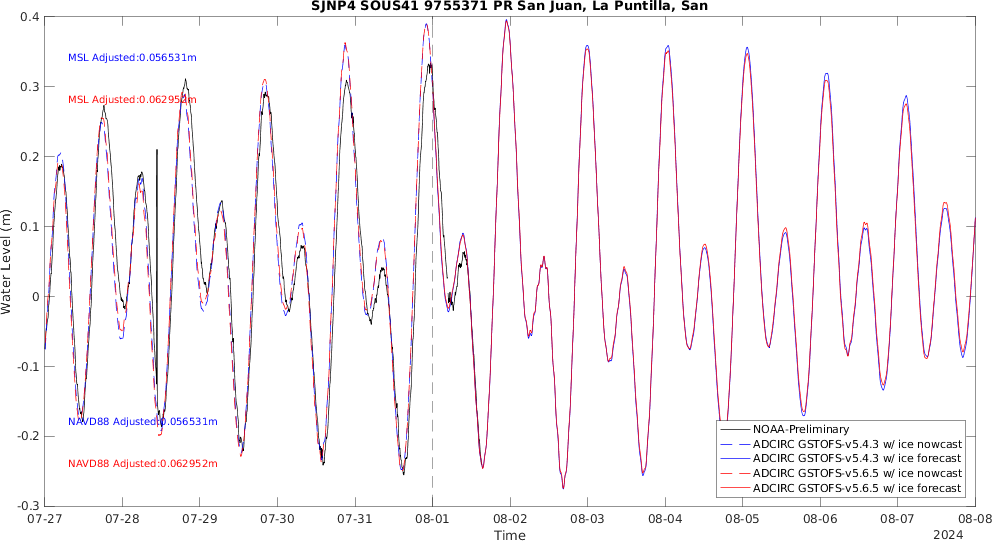 SJNP4 SOUS41 9755371 PR San Juan, La Puntilla, San
0.4
0.3
0.2
0.1
0
-0.1
-0.2
-0.3
Water Level (m)
MSL Adjusted:0.056531m
MSL Adjusted:0.062952m
NAVD88 Adjusted:0.056531m
NAVD88 Adjusted:0.062952m
NOAA-Preliminary
ADCIRC GSTOFS-v5.4.3 w/ ice nowcast
ADCIRC GSTOFS-v5.4.3 w/ ice forecast
ADCIRC GSTOFS-v5.6.5 w/ ice nowcast
ADCIRC GSTOFS-v5.6.5 w/ ice forecast
07-27 07-28 07-29 07-30 07-31 08-01 08-02 08-03 08-04 08-05 08-06 08-07 08-08
Time
2024